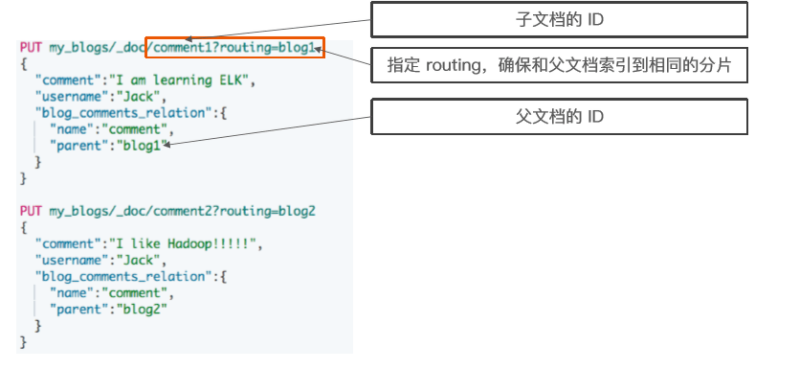 子文档的 ID
PUT my_blogs/_doc/comment1?routing=blog1
指定 routing，确保和父文档索引到相同的分片
{
"comment":"I am learning ELK",
"username":"Jack",
"blog_comments_relation":{
父文档的 ID
"name":"comment",
"parent":"blog1"
}
}
PUT my_blogs/_doc/comment2?routing=blog2
{
"comment":"I like Hadoop!!!!!",
"username":"Jack",
"blog_comments_relation":{
"name":"comment",
"parent":"blog2"
}
}